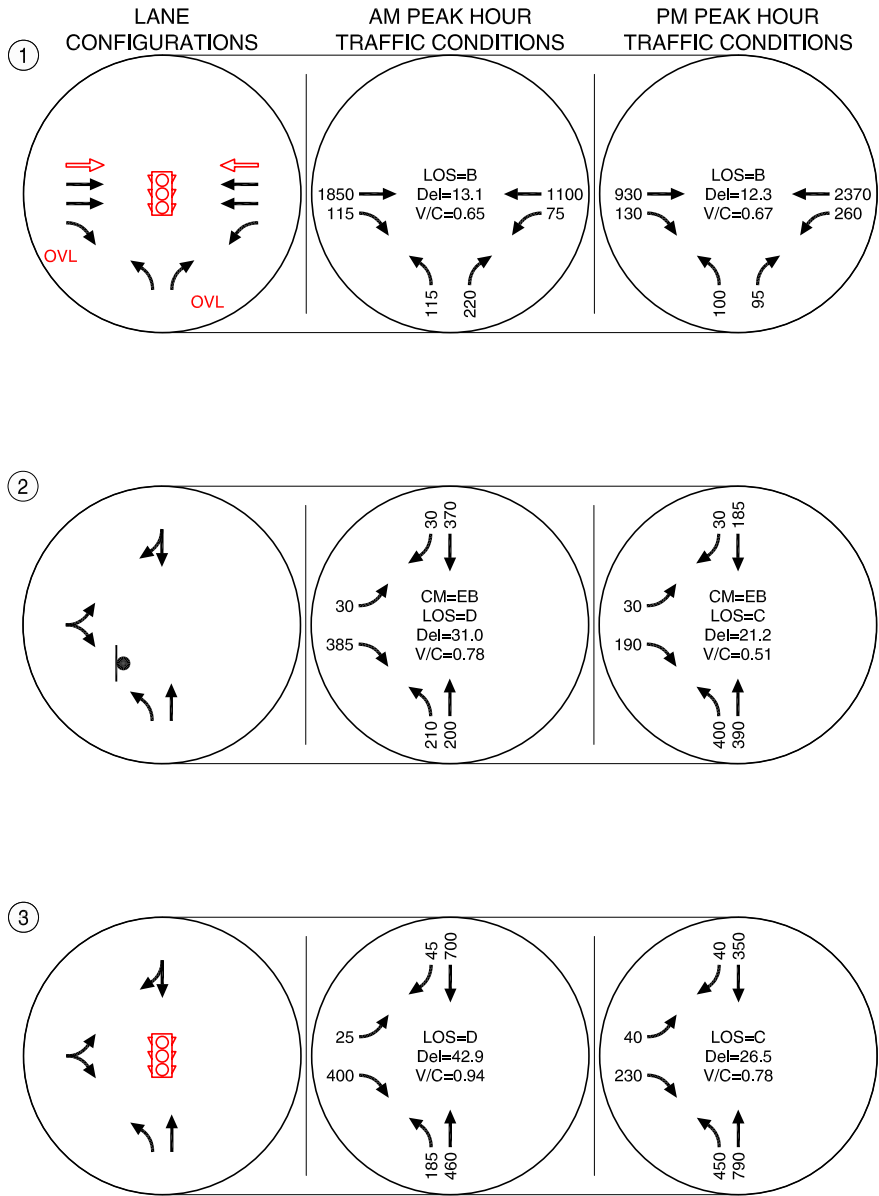 LANE
CONFIGURATIONS
AM PEAK HOUR
TRAFFIC CONDITIONS
PM PEAK HOUR
TRAFFIC CONDITIONS
1
OVL
OVL
1850
115
LOS=B
Del=13.1
V/C=0.65
1100
75
115
220
930
130
LOS=B
Del=12.3
V/C=0.67
2370
260
100
95
2
30
370
30
385
CM=EB
LOS=D
Del=31.0
V/C=0.78
210
200
30
185
30
190
CM=EB
LOS=C
Del=21.2
V/C=0.51
400
390
3
45
700
25
400
LOS=D
Del=42.9
V/C=0.94
185
460
40
350
40
230
LOS=C
Del=26.5
V/C=0.78
450
790